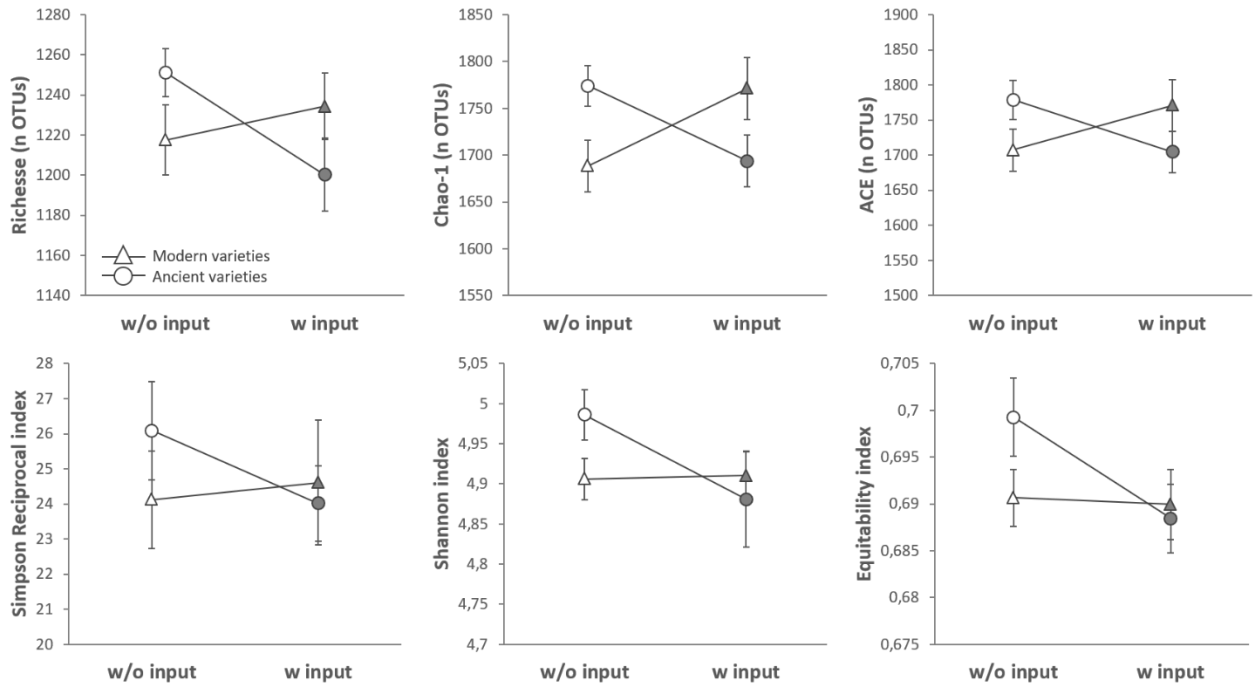 Richesse (n OTUs)
1280
1260
1240
1220
1200
1180
1160
1140
Modern varieties
Ancient varieties
w/o input
w input
Chao-1 (n OTUs)
1850
1800
1750
1700
1650
1600
1550
w/o input
w input
ACE (n OTUs)
1900
1850
1800
1750
1700
1650
1600
1550
1500
w/o input
w input
Simpson Reciprocal index
28
27
26
25
24
23
22
21
20
w/o input
w input
Shannon index
5,05
5
4,95
4,9
4,85
4,8
4,75
4,7
w/o input
w input
Equitability index
0,705
0,7
0,695
0,69
0,685
0,68
0,675
w/o input
w input